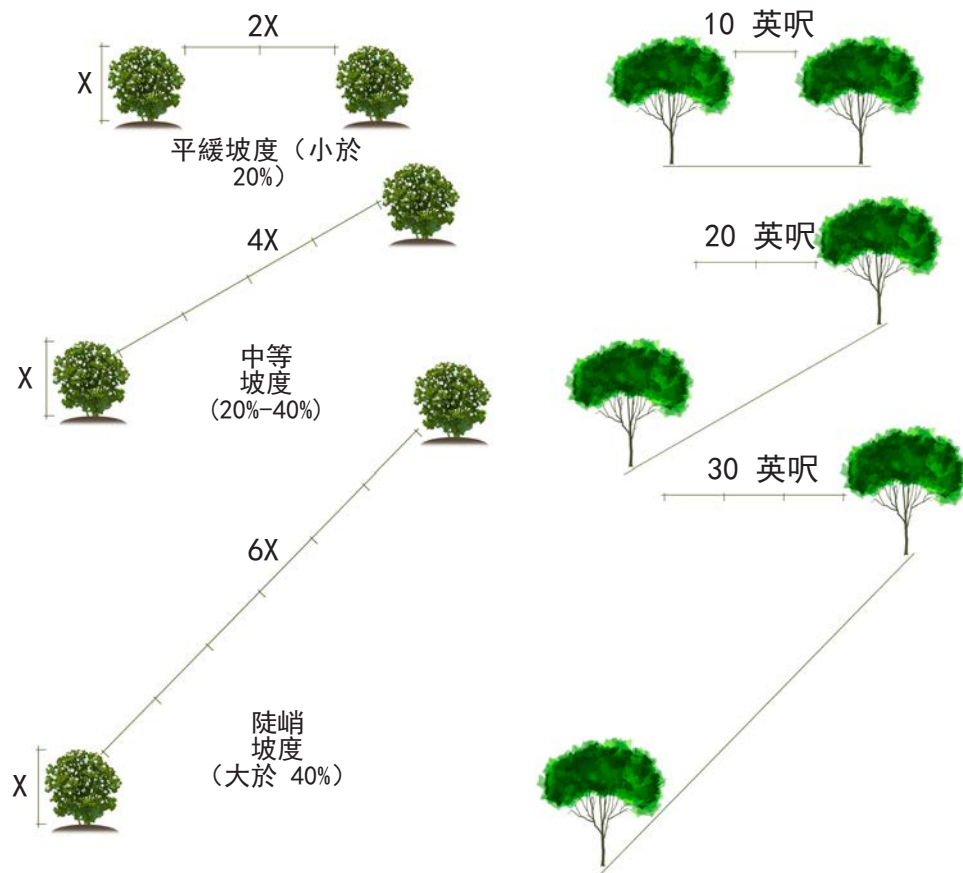 2X
X
平緩坡度（小於
20%）
4X
X
中等
坡度
(20%-40%)
6X
陡峭
坡度
（大於 40%）
X
10 英呎
20 英呎
30 英呎